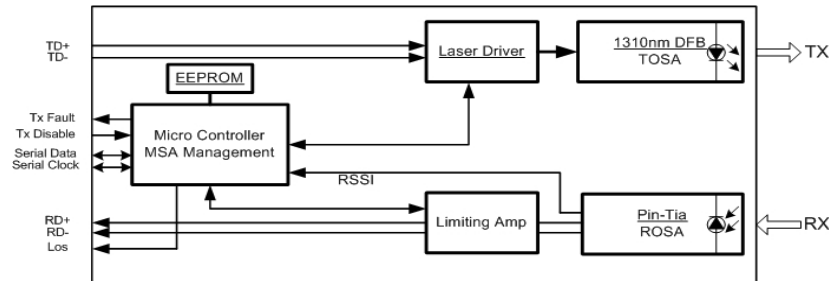 TD+
TD-
Laser Driver
1310nm DFB
TOSA
TX
EEPROM
Tx Fault
Tx Disable
Serial Data
Serial Clock
Micro Controller
MSA Management
RSSI
RD+
RD-
Los
Limiting Amp
Pin-Tia
ROSA
RX